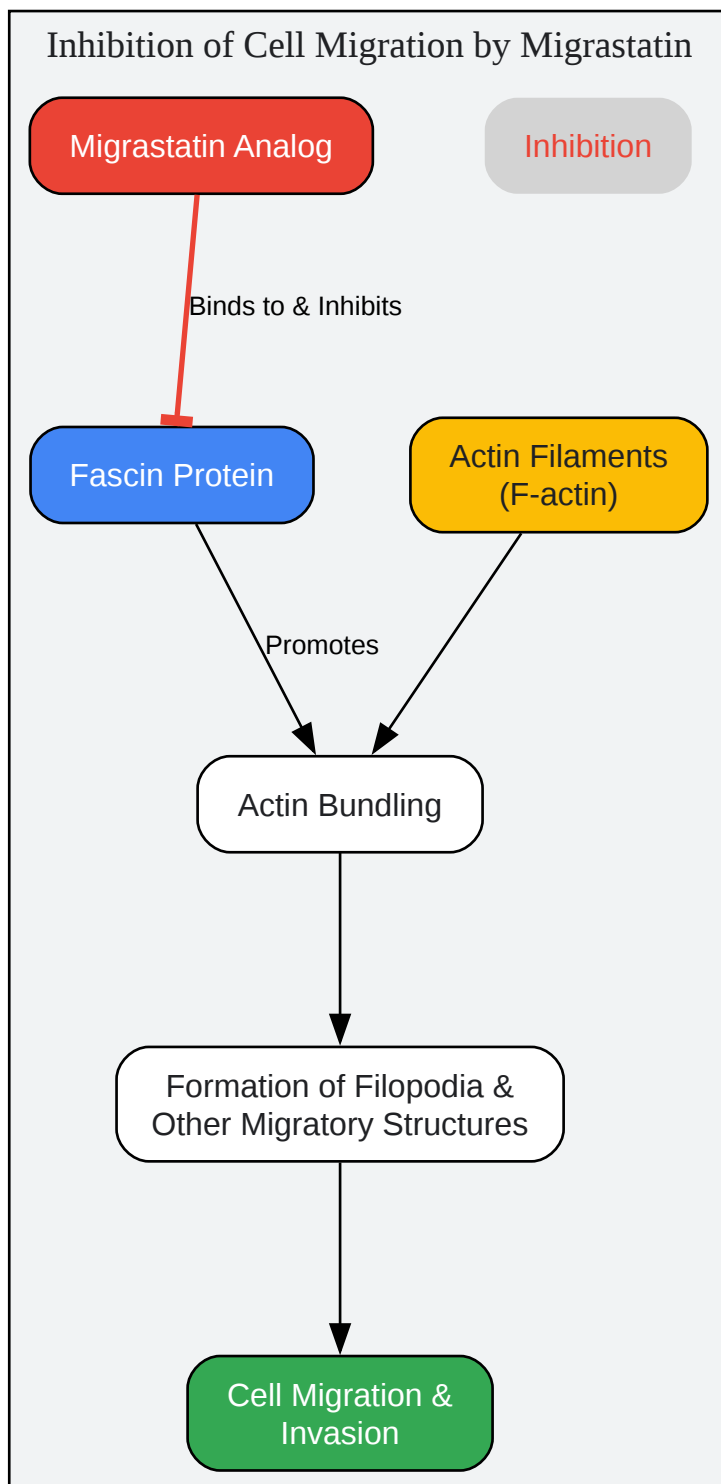 Inhibition of Cell Migration by Migrastatin
Migrastatin Analog
Inhibition
Binds to & Inhibits
Fascin Protein
Actin Filaments
(F-actin)
Promotes
Actin Bundling
Formation of Filopodia &
Other Migratory Structures
Cell Migration &
Invasion